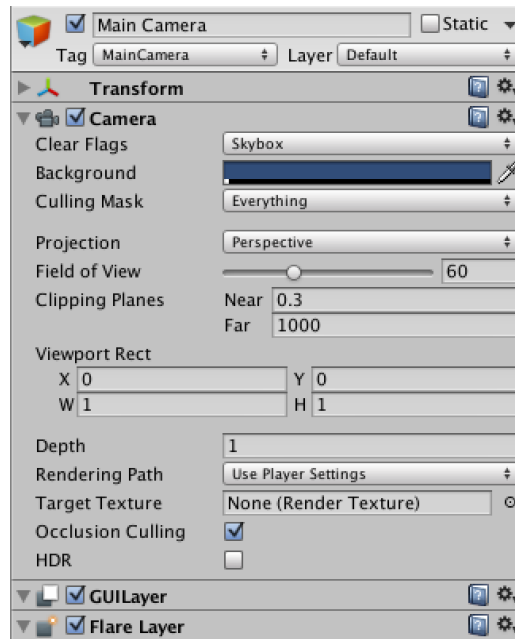 Main Camera Static
Tag MainCamera Layer Default
Transform
Camera
Clear Flags Skybox
Background
Culling Mask Everything
Projection Perspective
Field of View 60
Clipping Planes Near 0.3
Far 1000
Viewport Rect
X 0 Y 0
W 1 H 1
Depth 1
Rendering Path Use Player Settings
Target Texture None (Render Texture)
Occlusion Culling
HDR
GUILayer
Flare Layer